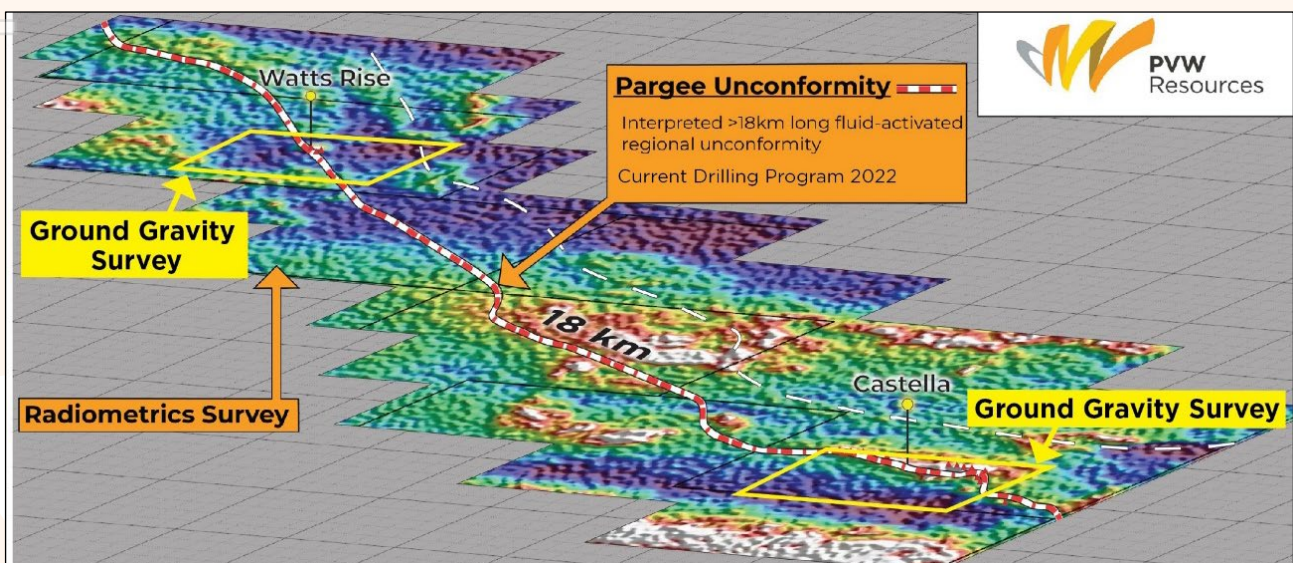 Watts Rise
Pargee Unconformity
Interpreted >18km long fluid-activated
regional unconformity
Current Drilling Program 2022
PVW
Resources
Ground Gravity
Survey
18 km
Radiometrics Survey
Castella
Ground Gravity Survey